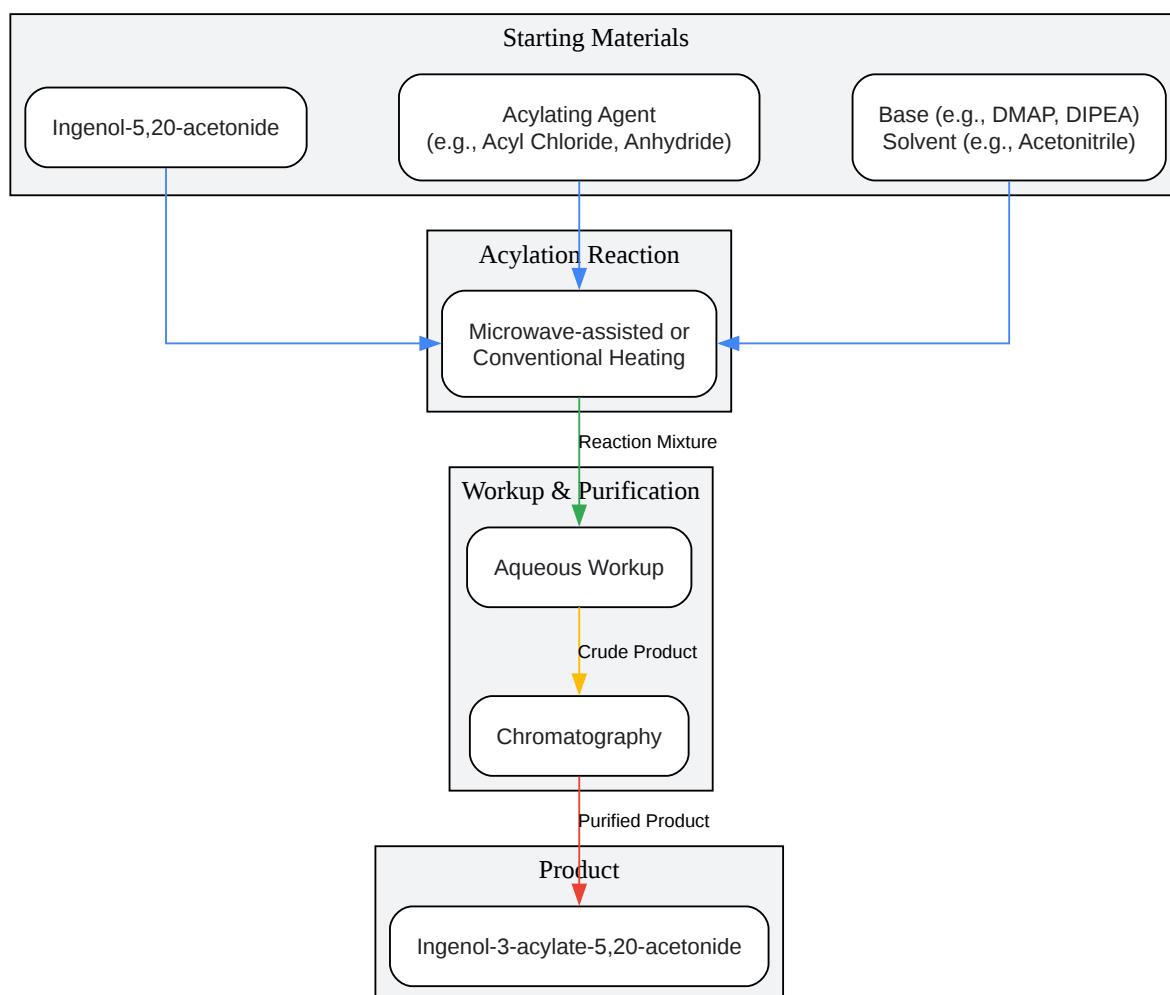 Starting Materials
Ingenol-5,20-acetonide
Acylating Agent
(e.g., Acyl Chloride, Anhydride)
Base (e.g., DMAP, DIPEA)
Solvent (e.g., Acetonitrile)
Acylation Reaction
Microwave-assisted or
Conventional Heating
Reaction Mixture
Workup & Purification
Aqueous Workup
Crude Product
Chromatography
Purified Product
Product
Ingenol-3-acylate-5,20-acetonide